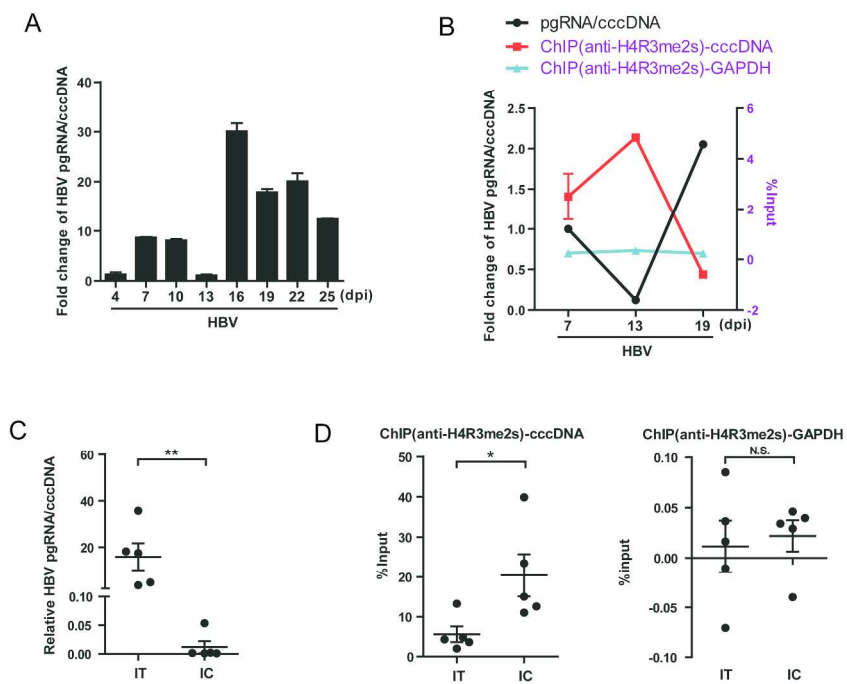 A
Fold change of HBV pgRNA/cccDNA
40
30
20
10
0
4 7 10 13 16 19 22 25 (dpi)
HBV
B
pgRNA/cccDNA
ChIP(anti-H4R3me2s)-cccDNA
ChIP(anti-H4R3me2s)-GAPDH
Fold change of HBV pgRNA/cccDNA
2.5
2.0
1.5
1.0
0.5
0.0
6
4
2
0
-2
%Input
7 13 19 (dpi)
HBV
C
Relative HBV pgRNA/cccDNA
60
40
20
0.10
0.05
0.00
**
IT IC
D
ChIP(anti-H4R3me2s)-cccDNA
%Input
50
40
30
20
10
0
*
IT IC
ChIP(anti-H4R3me2s)-GAPDH
%input
0.10
0.05
0.00
-0.05
-0.10
N.S.
IT IC